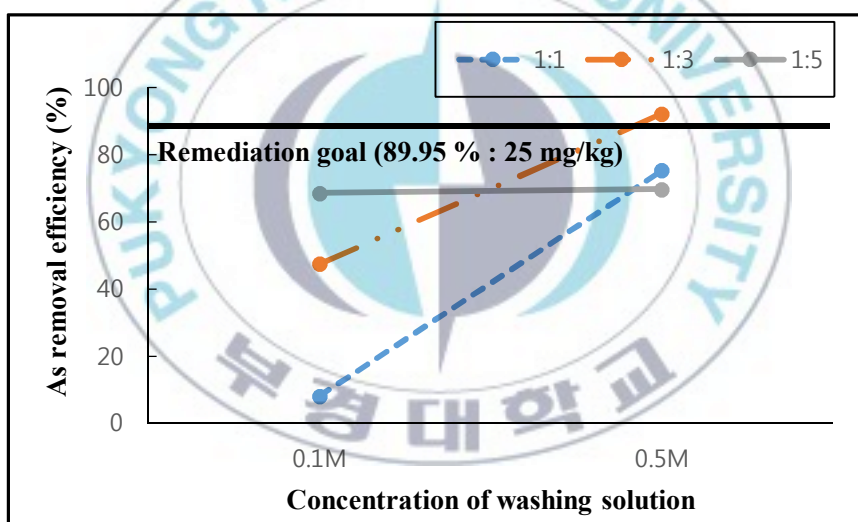 PUKYONG NATIONAL UNIVERSITY
1:1 1:3 1:5
100
80
60
40
20
0
As removal efficiency (%)
Remediation goal (89.95 % : 25 mg/kg)
부경대학교
0.1M 0.5M
Concentration of washing solution